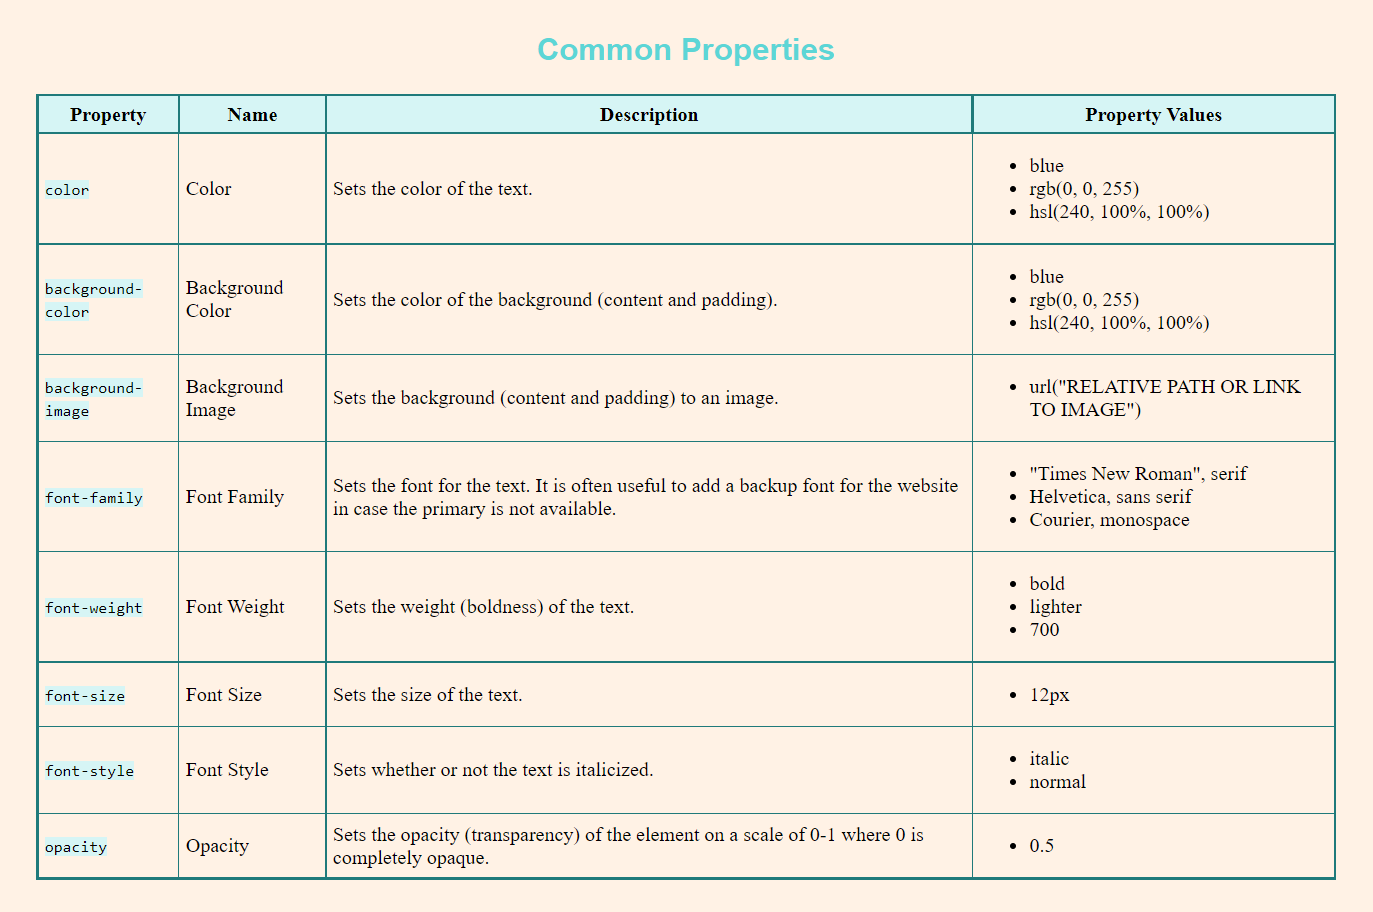 Common Properties
Property Name Description Property Values
color Color Sets the color of the text.
• blue
• rgb(0, 0, 255)
• hsl(240, 100%, 100%)
background-
color
Background
Color
Sets the color of the background (content and padding).
• blue
• rgb(0, 0, 255)
• hsl(240, 100%, 100%)
background-
image
Background
Image
Sets the background (content and padding) to an image.
• url("RELATIVE PATH OR LINK
TO IMAGE")
font-family Font Family
Sets the font for the text. It is often useful to add a backup font for the website
in case the primary is not available.
• "Times New Roman", serif
• Helvetica, sans serif
• Courier, monospace
font-weight Font Weight Sets the weight (boldness) of the text.
• bold
• lighter
• 700
font-size Font Size Sets the size of the text.
• 12px
font-style Font Style Sets whether or not the text is italicized.
• italic
• normal
opacity Opacity
Sets the opacity (transparency) of the element on a scale of 0-1 where 0 is
completely opaque.
• 0.5